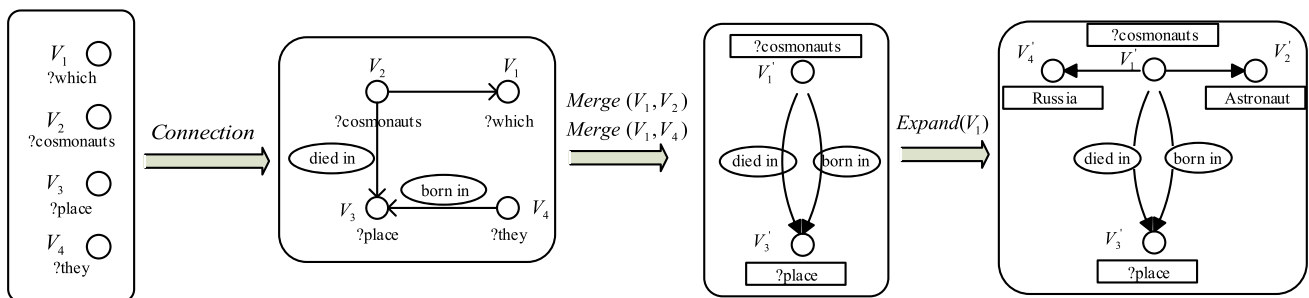 V1
?which
V2
?cosmonauts
V3
?place
V4
?they
Connection
V2
V1
?cosmonauts
?which
died in
born in
V3
V4
?place
?they
Merge (V1,V2)
Merge (V1,V4)
?cosmonauts
V1'
died in
born in
V3'
?place
Expand(V1)
?cosmonauts
V4'
V1'
V2'
Russia
Astronaut
died in
born in
V3'
?place